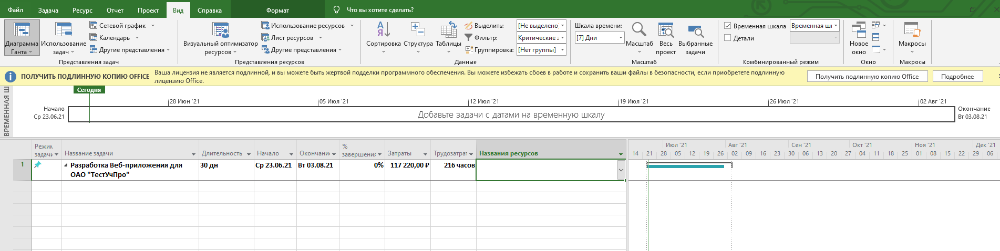 Файл Задача Ресурс Отчет Проект Вид Справка Формат Что вы хотите сделать?
Диаграмма Ганта
Использование задач
Сетевой график
Календарь
Другие представления
Представления задач
Визуальный оптимизатор ресурсов
Использование ресурсов
Лист ресурсов
Другие представления
Представления ресурсов
Сортировка
Структура
Таблицы
Выделить: [Не выделено
Фильтр: Критические з
Группировка: [Нет группы]
Данные
Шкала времени:
[7] Дни
Масштаб
Весь проект
Выбранные задачи
Масштаб
Временная шкала Временная ш
Детали
Комбинированный режим
Новое окно
Окно
Макросы
Макросы
ПОЛУЧИТЬ ПОДЛИННУЮ КОПИЮ OFFICE
Ваша лицензия не является подлинной, и вы можете быть жертвой подделки программного обеспечения. Вы можете избежать сбоев в работе и сохранить ваши файлы в безопасности, если приобретете подлинную
лицензию Office.
Получить подлинную копию Office Подробнее
ВРЕМЕННАЯ Ш
Сегодня
28 Июн '21 05 Июл '21 12 Июл '21 19 Июл '21 26 Июл '21 02 Авг '21
Начало
Ср 23.06.21
Добавьте задачи с датами на временную шкалу
Окончание
Вт 03.08.21
Режим задачи Название задачи Длительность Начало Окончание % завершения Затраты Трудозатрат Названия ресурсов
Июл '21 Авг '21 Сен '21 Окт '21 Ноя '21 Дек '21
14 21 28 05 12 19 26 02 09 16 23 30 06 13 20 27 04 11 18 25 01 08 15 22 29 06
1 Разработка Веб-приложения для 30 дн Ср 23.06.21 Вт 03.08.21 0% 117 220,00 ₽ 216 часов
ОАО "ТестУчПро"